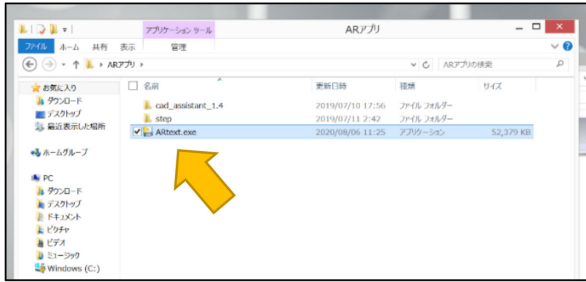 アプリケーション ツール
ARアプリ
ファイル ホーム 共有 表示 管理
ARアプリ
ARアプリの検索
お気に入り
ダウンロード
デスクトップ
最近表示した場所
ホームグループ
PC
ダウンロード
デスクトップ
ドキュメント
ピクチャ
ビデオ
ミュージック
Windows (C:)
名前 更新日時 種類 サイズ
cad_assistant_1.4 2019/07/10 17:56 ファイル フォルダー
step 2019/07/11 2:42 ファイル フォルダー
ARtext.exe 2020/08/06 11:25 アプリケーション 52,379 KB